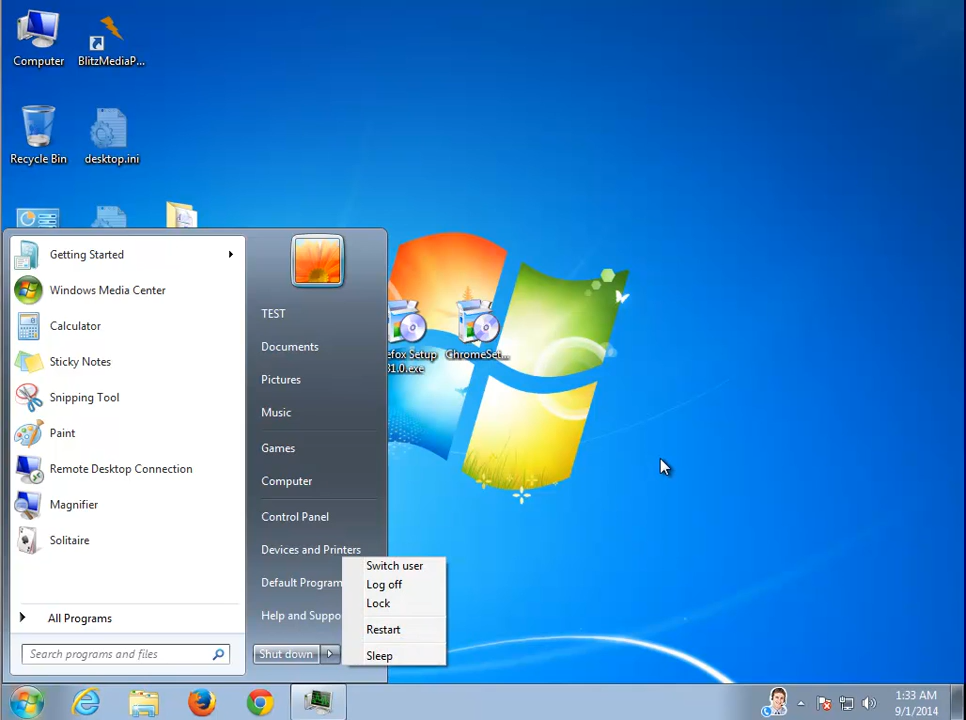 Computer
BlitzMediaP...
Recycle Bin
desktop.ini
Getting Started
Windows Media Center
Calculator
Sticky Notes
Snipping Tool
Paint
Remote Desktop Connection
Magnifier
Solitaire
All Programs
Search programs and files
TEST
Documents
Pictures
Music
Games
Computer
Control Panel
Devices and Printers
Default Program
Help and Suppo
Shut down
Switch user
Log off
Lock
Restart
Sleep
efox Setup
31.0.exe
ChromeSet...
1:33 AM
9/1/2014